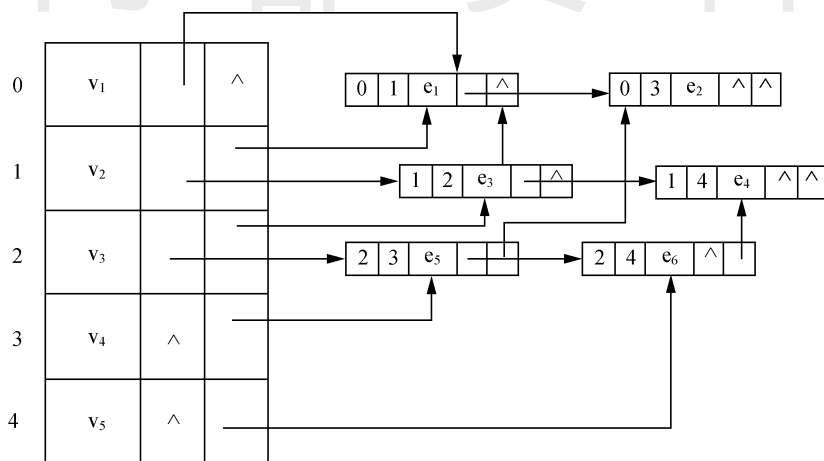 0 v₁ ^ 0 1 e₁ ^ 0 3 e₂ ^ ^
1 v₂ 1 2 e₃ ^ 1 4 e₄ ^ ^
2 v₃ 2 3 e₅ 2 4 e₆ ^
3 v₄ ^
4 v₅ ^